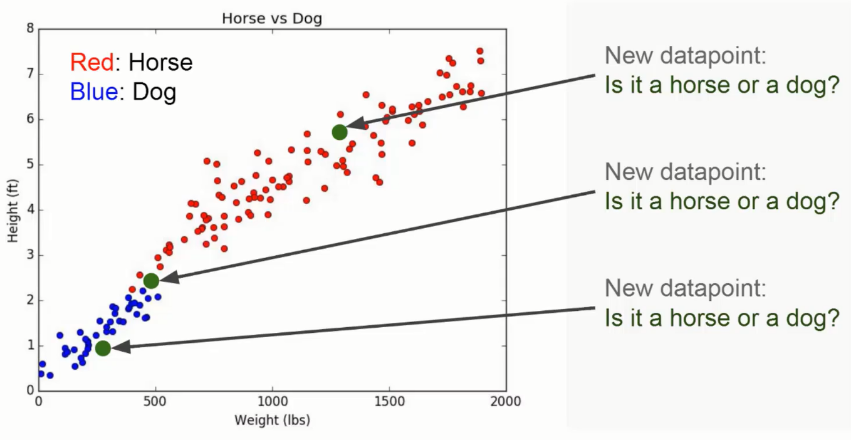 Horse vs Dog
Red: Horse
Blue: Dog
8
7
6
5
4
3
2
1
0
Height (ft)
0
500
1000
1500
2000
Weight (lbs)
New datapoint:
Is it a horse or a dog?
New datapoint:
Is it a horse or a dog?
New datapoint:
Is it a horse or a dog?